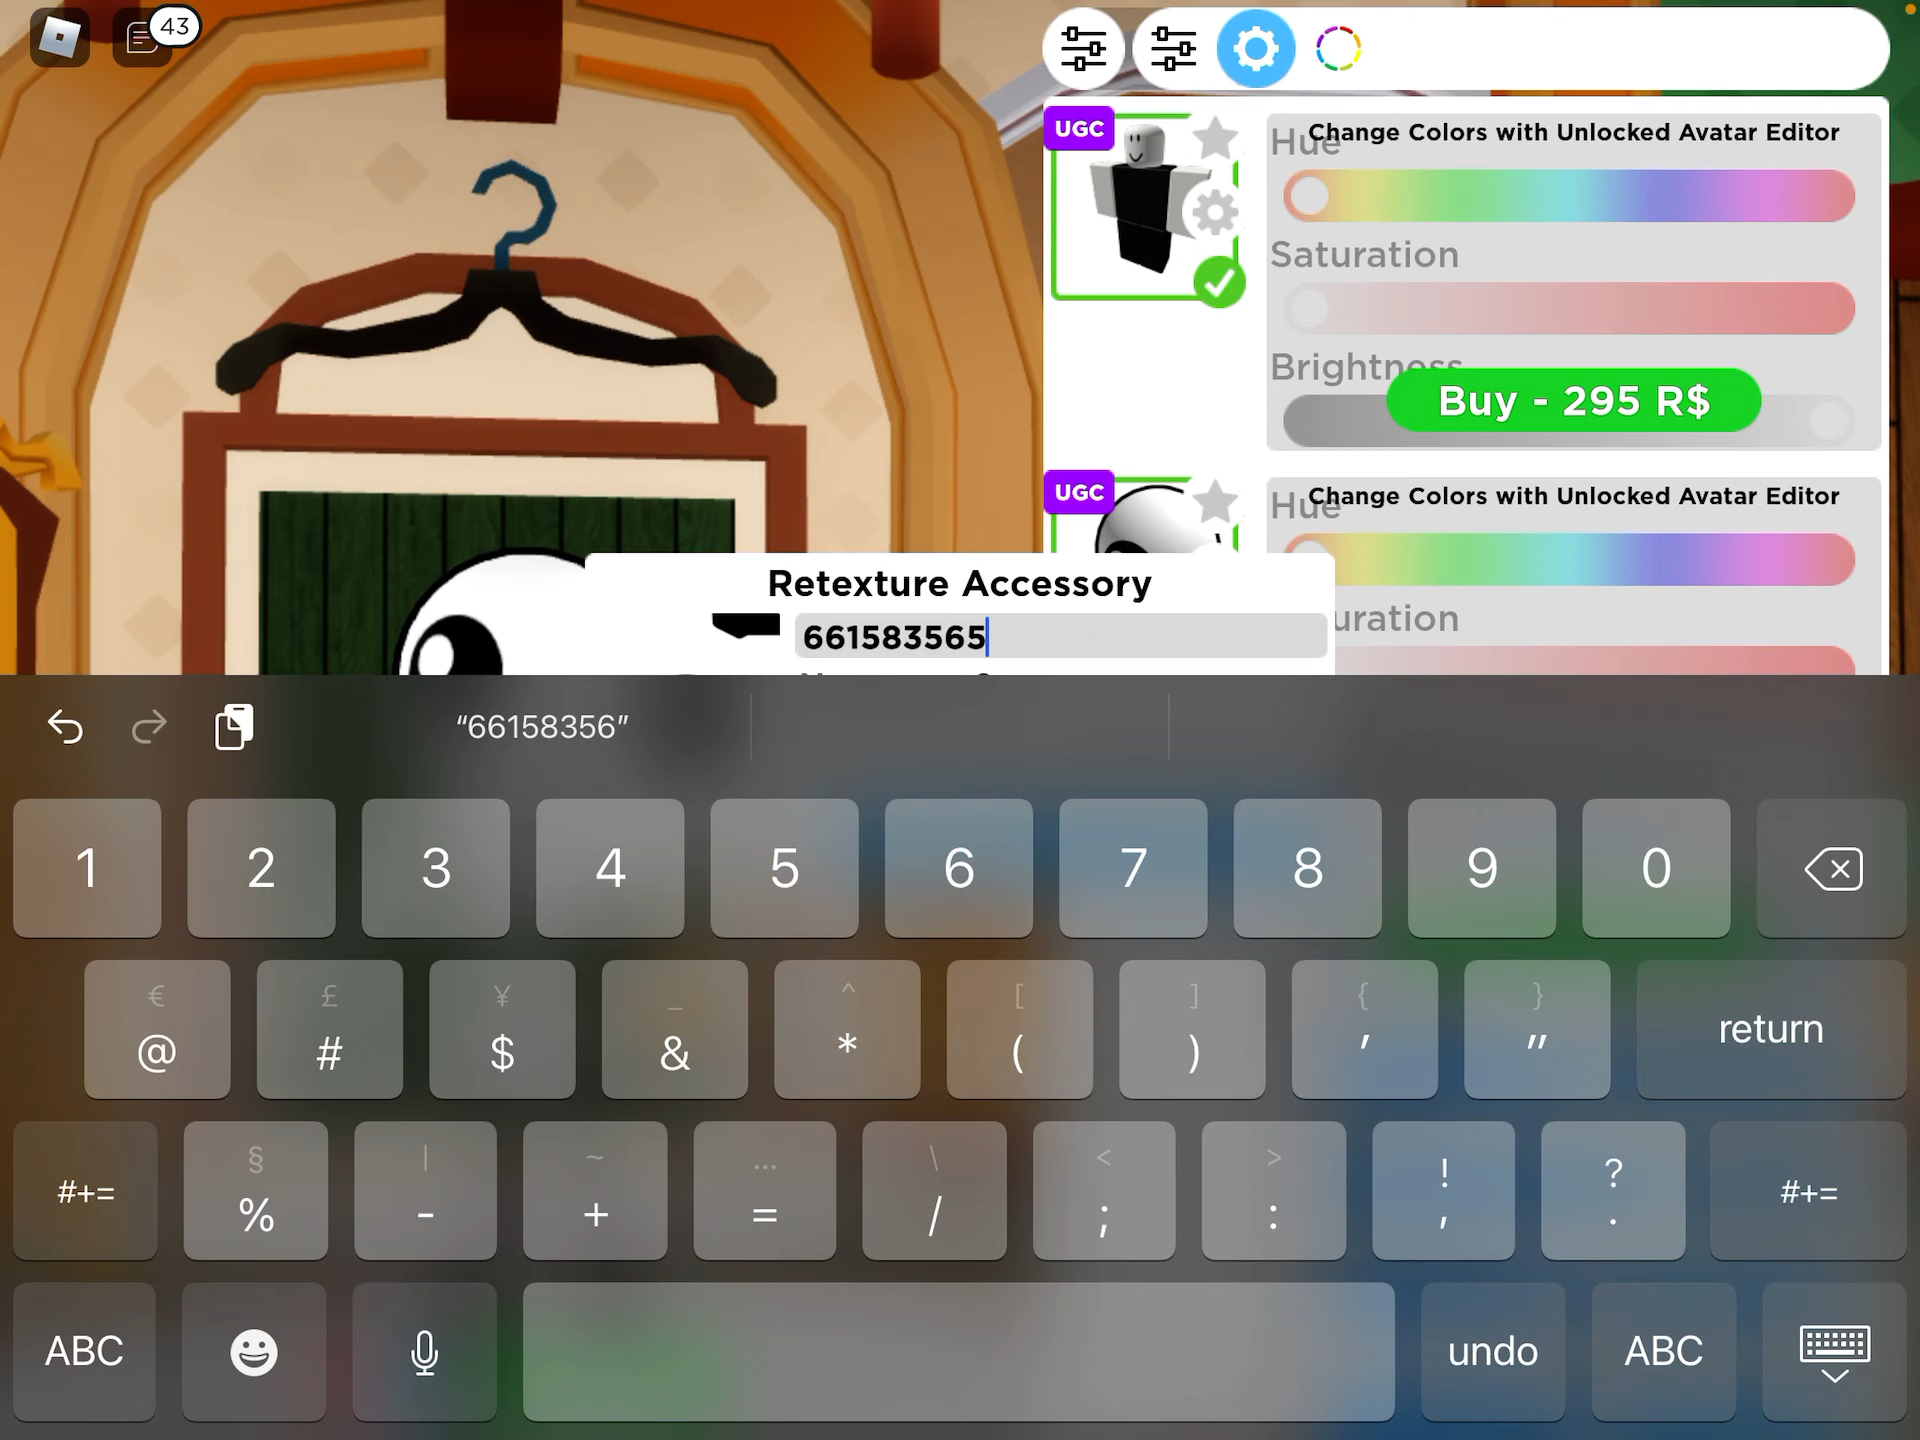 43
UGC
Change Colors with Unlocked Avatar Editor
Hue
Saturation
Brightness
Buy - 295 R$
UGC
Change Colors with Unlocked Avatar Editor
Hue
Retexture Accessory
661583565
uration
“66158356”
1 2 3 4 5 6 7 8 9 0
€ £ ¥ _ ^ [ ] { }
@ # $ & * ( ) ' "
return
§ | ~ … \ < > ! ?
#+= % - + = / ; : , . #+=
ABC undo ABC